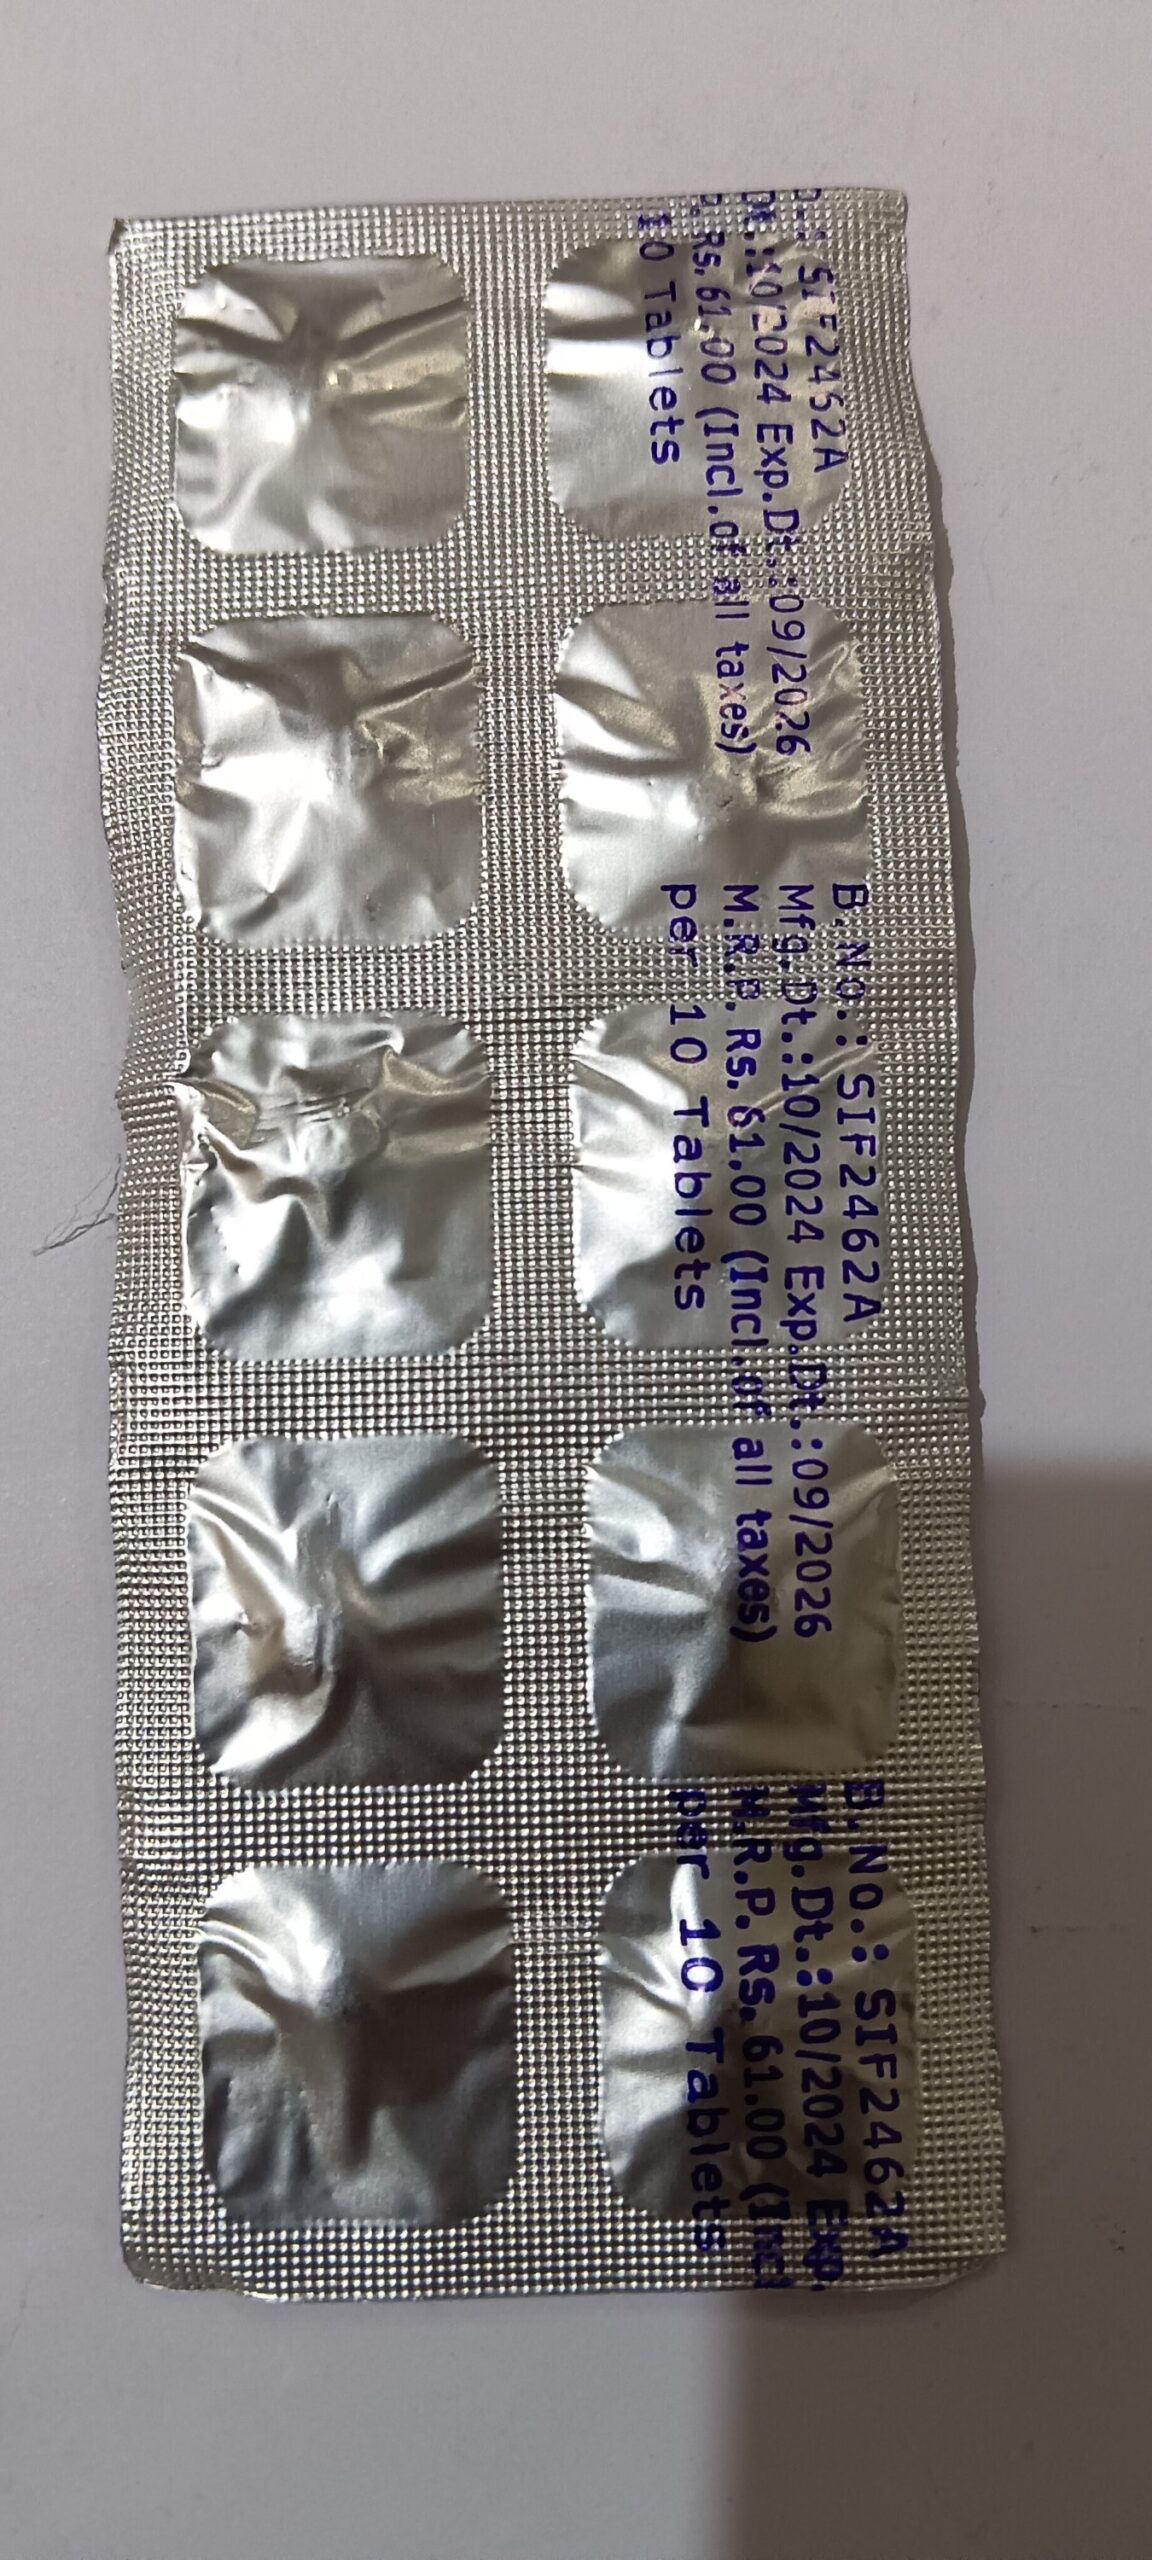 .: SIF2462A
Dt.:10/2024 Exp.Dt.:09/2026
P. Rs. 61.00 (Incl.of all taxes)
10 Tablets
B.No.: SIF2462A
Mfg.Dt.:10/2024 Exp.Dt.:09/2026
M.R.P. Rs. 61.00 (Incl.of all taxes)
per 10 Tablets
B.No.: SIF2462A
Mfg.Dt.:10/2024 Exp.
M.R.P. Rs. 61.00 (Incl
per 10 Tablets